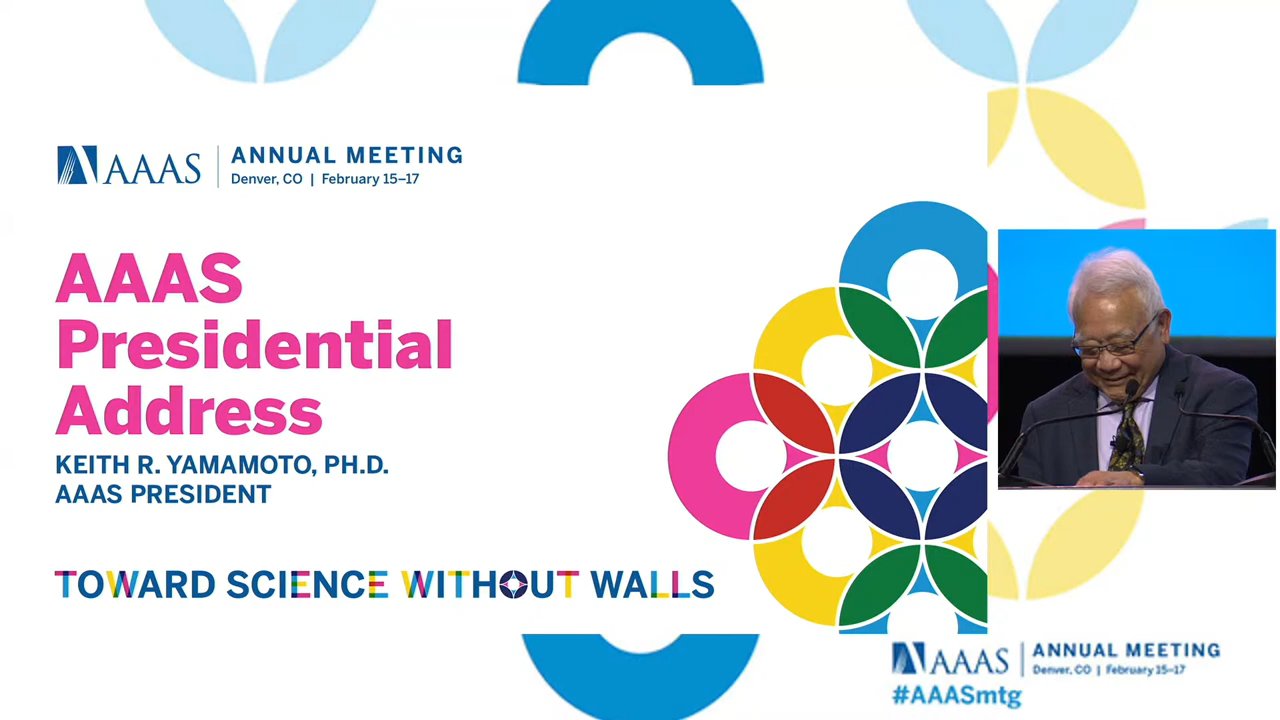 AAAS
ANNUAL MEETING
Denver, CO | February 15–17
AAAS
Presidential
Address
KEITH R. YAMAMOTO, PH.D.
AAAS PRESIDENT
TOWARD SCIENCE WITHOUT WALLS
AAAS
ANNUAL MEETING
Denver, CO | February 15–17
#AAASmtg